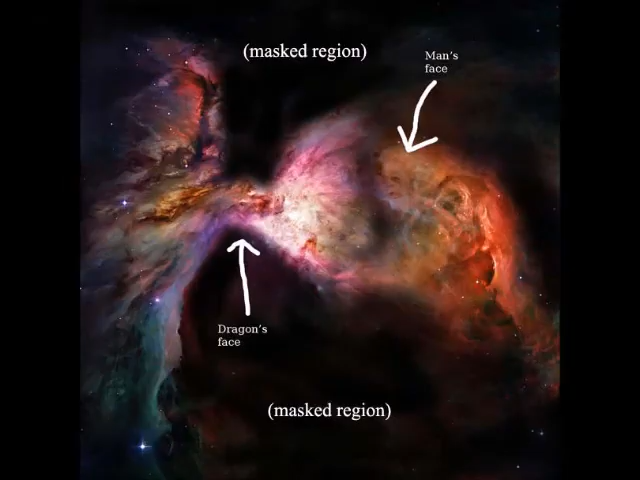 (masked region)
Man's
face
Dragon's
face
(masked region)